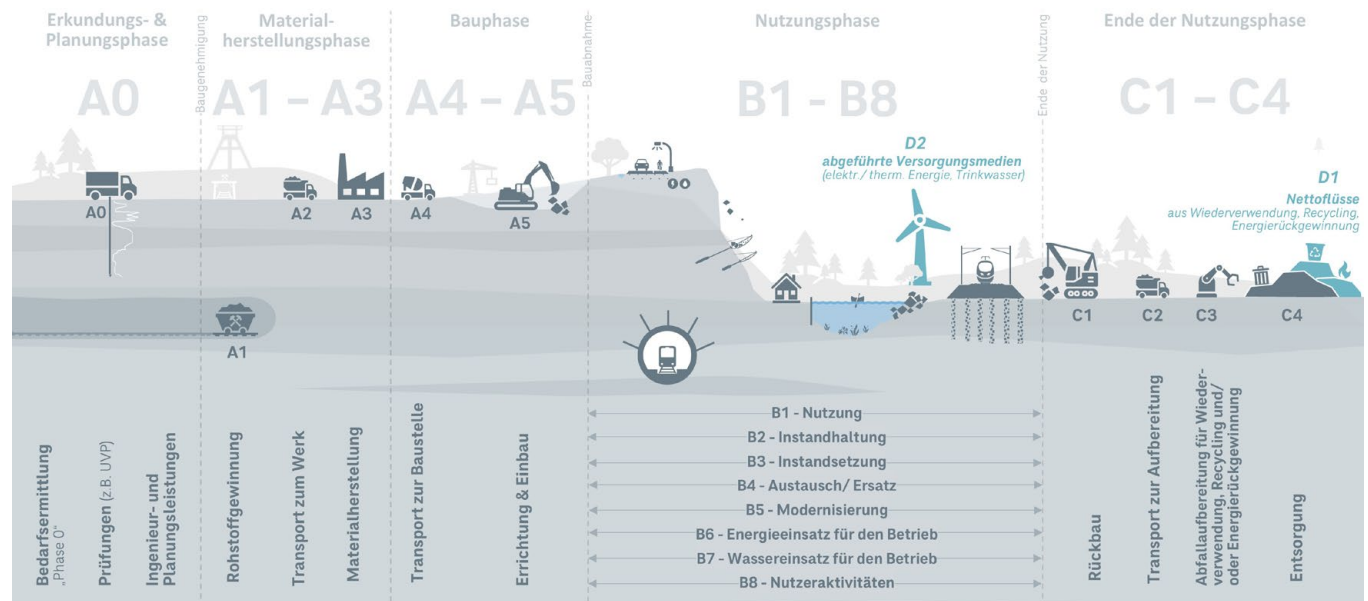 Erkundungs- &
Planungsphase
A0
Baugenehmigung
Material-
herstellungsphase
A1 – A3
Bauphase
A4 – A5
Bauabnahme
Nutzungsphase
B1 - B8
Ende der Nutzung
Ende der Nutzungsphase
C1 – C4
A0
A1
A2
A3
A4
A5
D2
abgeführte Versorgungsmedien
(elektr./ therm. Energie, Trinkwasser)
D1
Nettoflüsse
aus Wiederverwendung, Recycling,
Energierückgewinnung
C1
C2
C3
C4
Bedarfsermittlung
„Phase 0“
Prüfungen (z.B. UVP)
Ingenieur- und
Planungsleistungen
Rohstoffgewinnung
Transport zum Werk
Materialherstellung
Transport zur Baustelle
Errichtung & Einbau
B1 - Nutzung
B2 - Instandhaltung
B3 - Instandsetzung
B4 - Austausch/ Ersatz
B5 - Modernisierung
B6 - Energieeinsatz für den Betrieb
B7 - Wassereinsatz für den Betrieb
B8 - Nutzeraktivitäten
Rückbau
Transport zur Aufbereitung
Abfallaufbereitung für Wieder-
verwendung, Recycling und/
oder Energierückgewinnung
Entsorgung